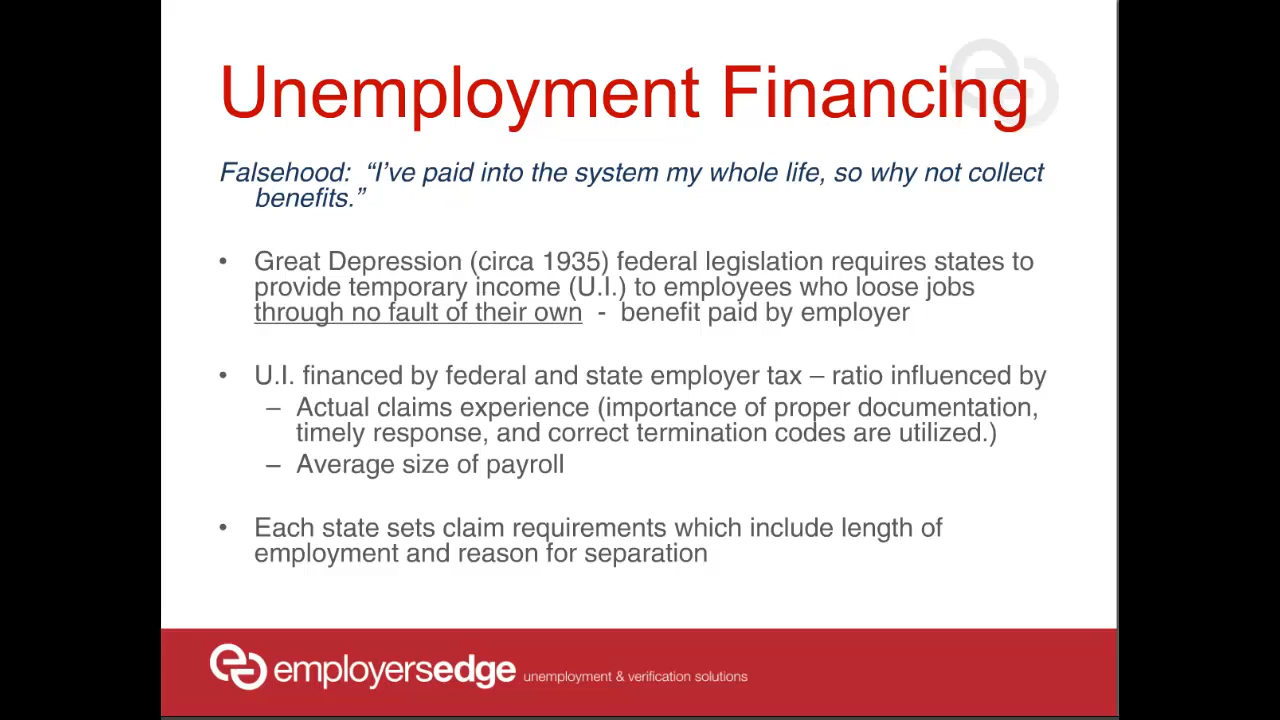 Unemployment Financing
Falsehood:  “I’ve paid into the system my whole life, so why not collect
benefits.”
• Great Depression (circa 1935) federal legislation requires states to
provide temporary income (U.I.) to employees who loose jobs
through no fault of their own  -  benefit paid by employer
• U.I. financed by federal and state employer tax – ratio influenced by
– Actual claims experience (importance of proper documentation,
timely response, and correct termination codes are utilized.)
– Average size of payroll
• Each state sets claim requirements which include length of
employment and reason for separation
employersedge unemployment & verification solutions